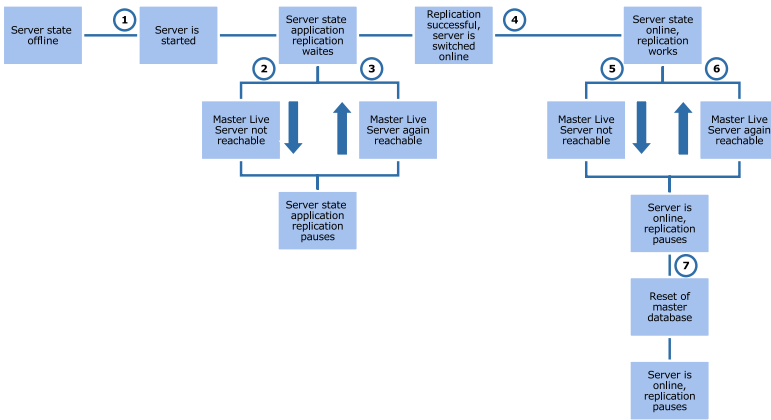 Server state
offline
1
Server is
started
Server state
application
replication
waites
Replication
successful,
server is
switched
online
4
Server state
online,
replication
works
2
3
5
6
Master Live
Server not
reachable
Master Live
Server again
reachable
Master Live
Server not
reachable
Master Live
Server again
reachable
Server state
application
replication
pauses
Server is
online,
replication
pauses
7
Reset of
master
database
Server is
online,
replication
pauses